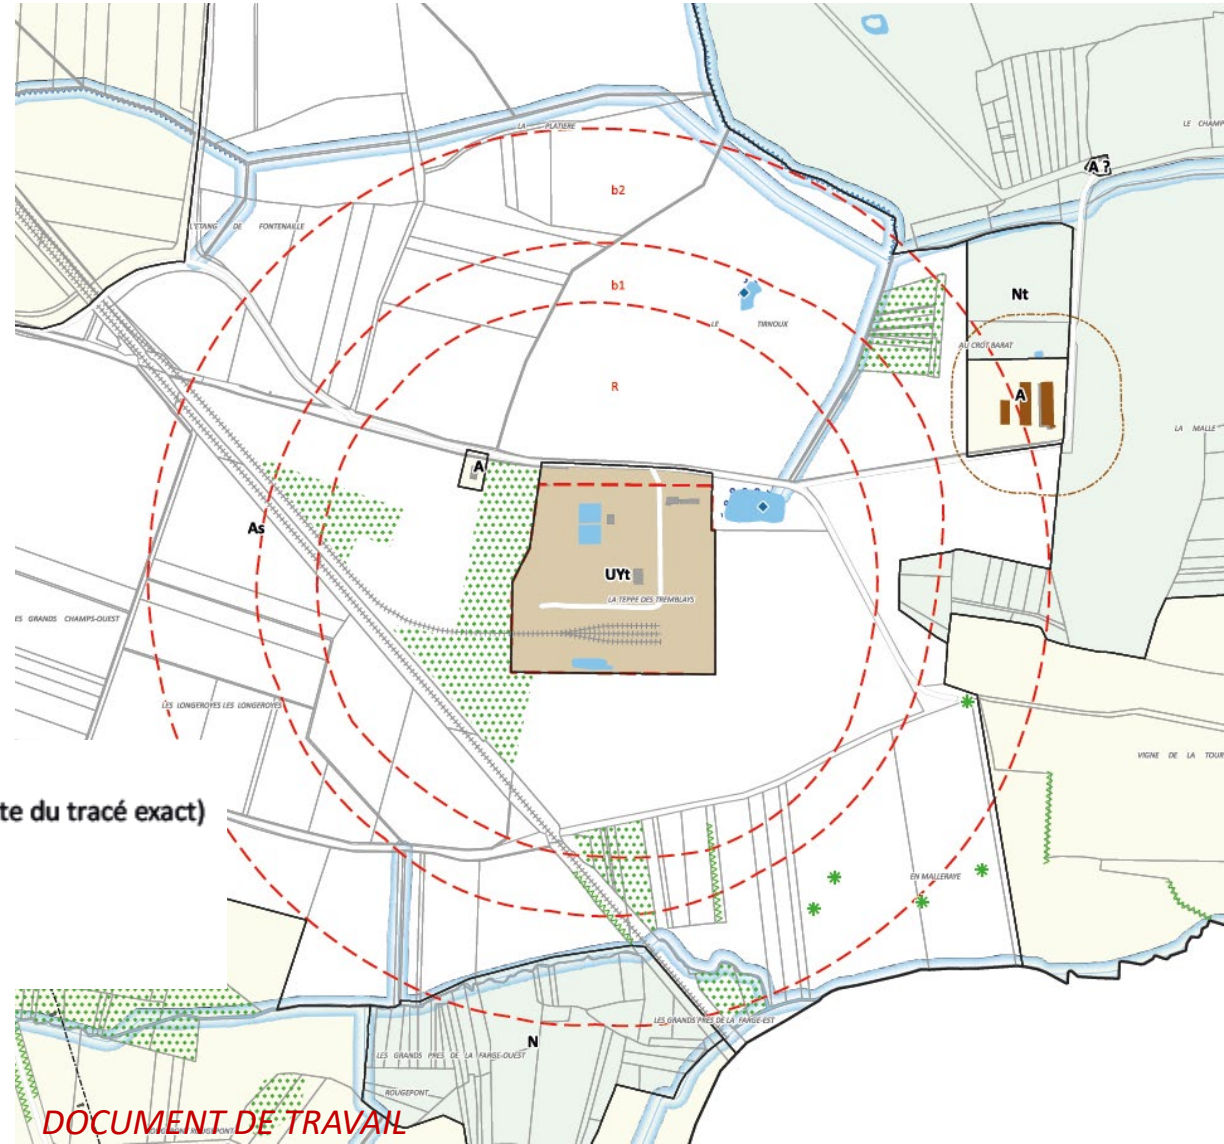 LE CHAMP
LA PLATIERE
A ?
b2
L'ETANG DE FONTENAILLE
b1
Nt
LE TIRNOUX
AU CROT BARAT
R
A
LA MALLE
A
As
UYt
LA TEPPE DES TREMBLAYS
ES GRANDS CHAMPS-OUEST
LES LONGEROYES LES LONGEROYES
VIGNE DE LA TOUR
te du tracé exact)
EN MALLERAYE
LES GRANDS PRES DE LA FARGE-EST
N
LES GRANDS PRES DE LA FARGE-OUEST
ROUGEPONT
DOCUMENT DE TRAVAIL
ROUGEPONT